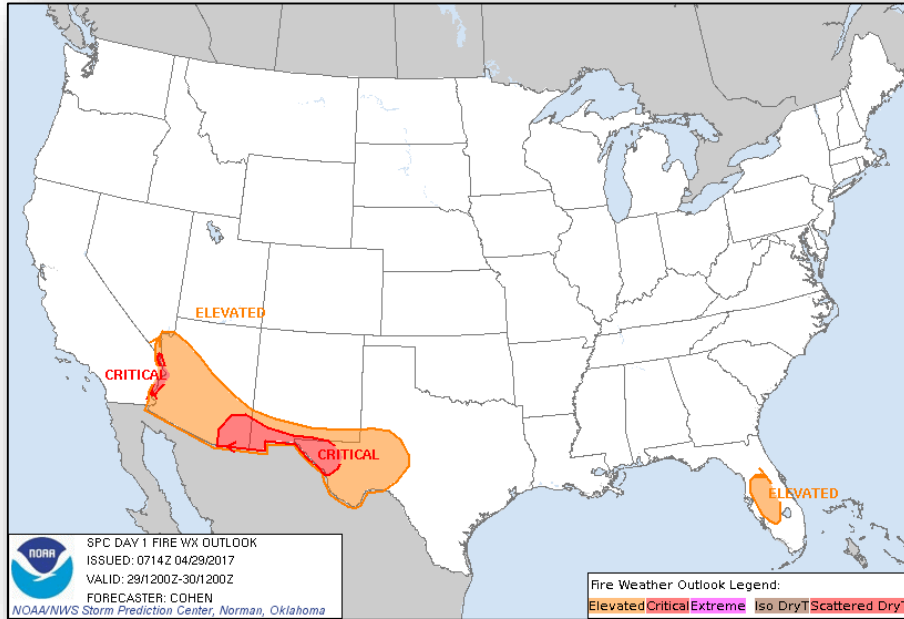 ELEVATED
CRITICAL
CRITICAL
ELEVATED
NOAA
SPC DAY 1 FIRE WX OUTLOOK
ISSUED: 0714Z 04/29/2017
VALID: 29/1200Z-30/1200Z
FORECASTER: COHEN
NOAA/NWS Storm Prediction Center, Norman, Oklahoma
Fire Weather Outlook Legend:
Elevated Critical Extreme Iso DryT Scattered DryT